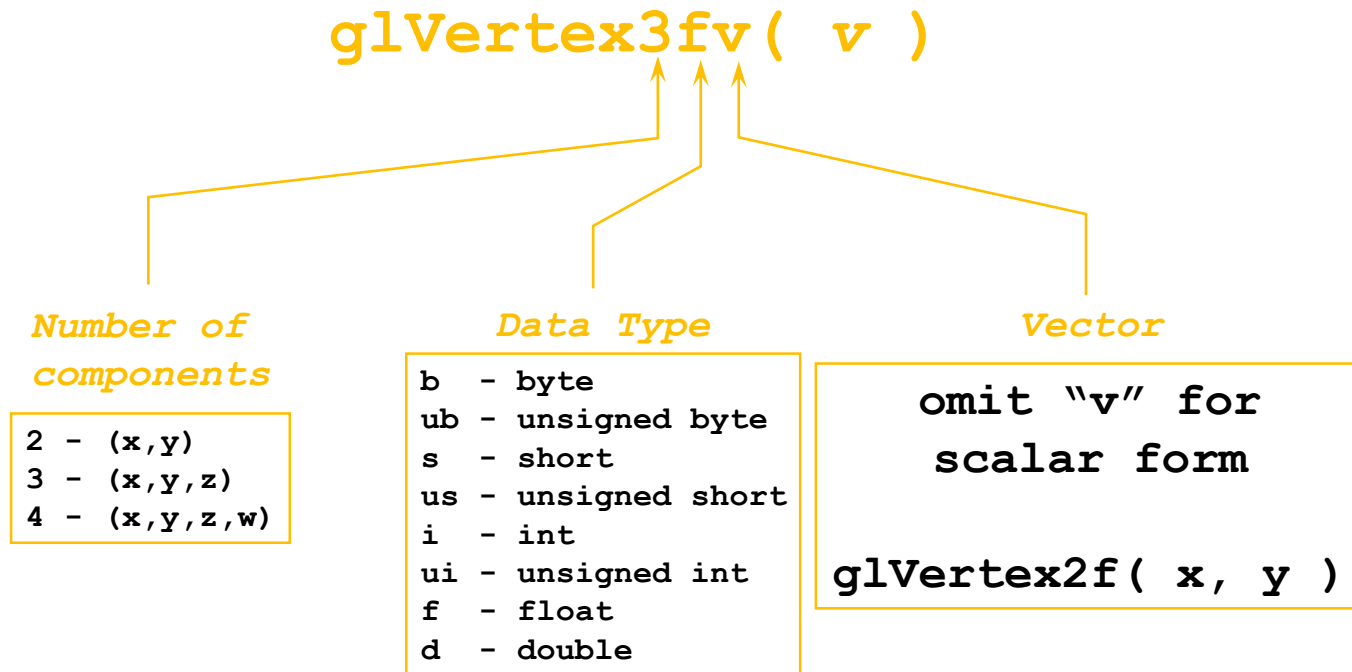 glVertex3fv( v )
Number of
components
2 - (x,y)
3 - (x,y,z)
4 - (x,y,z,w)
Data Type
b - byte
ub - unsigned byte
s - short
us - unsigned short
i - int
ui - unsigned int
f - float
d - double
Vector
omit “v” for
scalar form
glVertex2f( x, y )